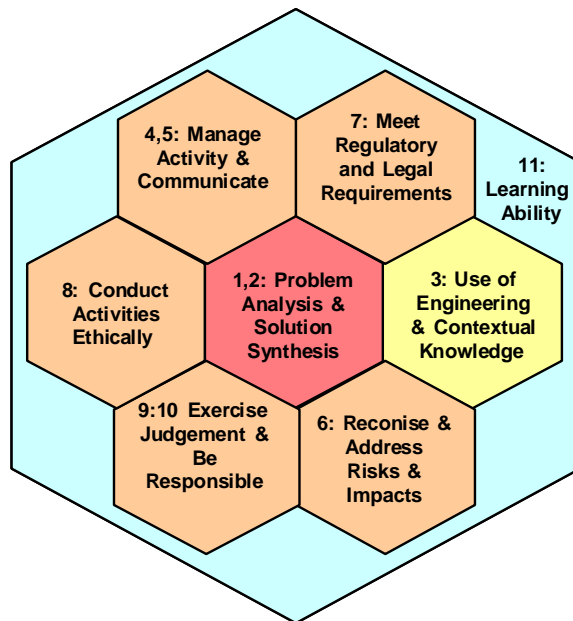 4,5: Manage
Activity &
Communicate
7: Meet
Regulatory
and Legal
Requirements
11:
Learning
Ability
8: Conduct
Activities
Ethically
1,2: Problem
Analysis &
Solution
Synthesis
3: Use of
Engineering
& Contextual
Knowledge
9:10 Exercise
Judgement &
Be
Responsible
6: Reconise &
Address
Risks &
Impacts